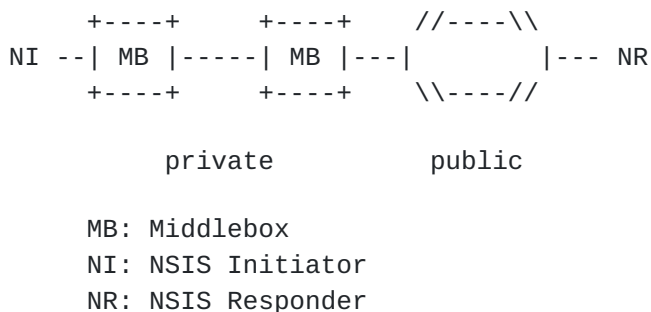 +----+     +----+    //----\\
NI --| MB |-----| MB |---|        |--- NR
      +----+     +----+    \\----//

           private          public

      MB: Middlebox
      NI: NSIS Initiator
      NR: NSIS Responder